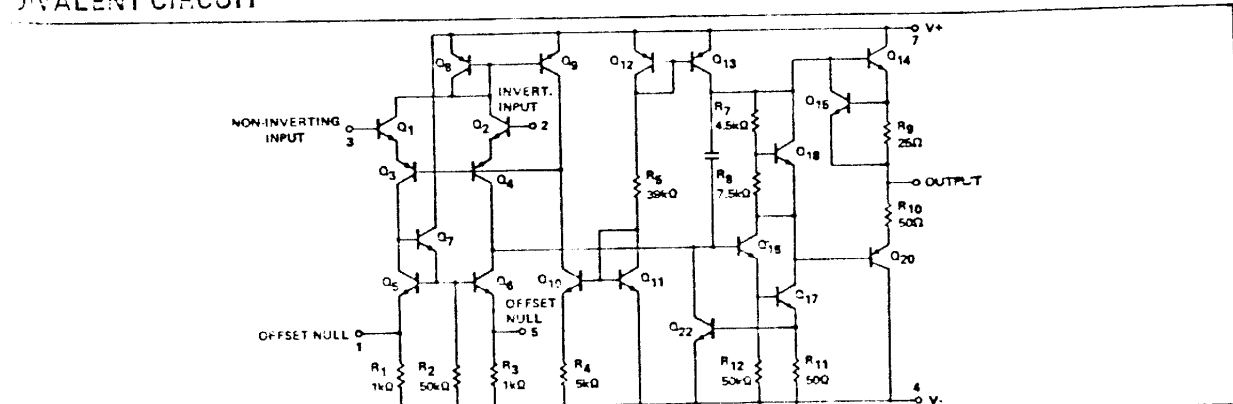 VALENT CIRCUIT
7 V+
Q8
Q9
Q12
Q13
Q14
INVERT.
INPUT
2
NON-INVERTING
INPUT
3
Q1
Q2
R7
4.5kΩ
Q15
R9
25Ω
Q18
Q3
Q4
R5
39kΩ
R8
7.5kΩ
OUTPUT
R10
50Ω
Q7
Q16
Q20
Q5
Q6
Q10
Q11
Q17
OFFSET
NULL
5
OFFSET NULL
1
Q22
R1
1kΩ
R2
50kΩ
R3
1kΩ
R4
5kΩ
R12
50kΩ
R11
50Ω
4
V-